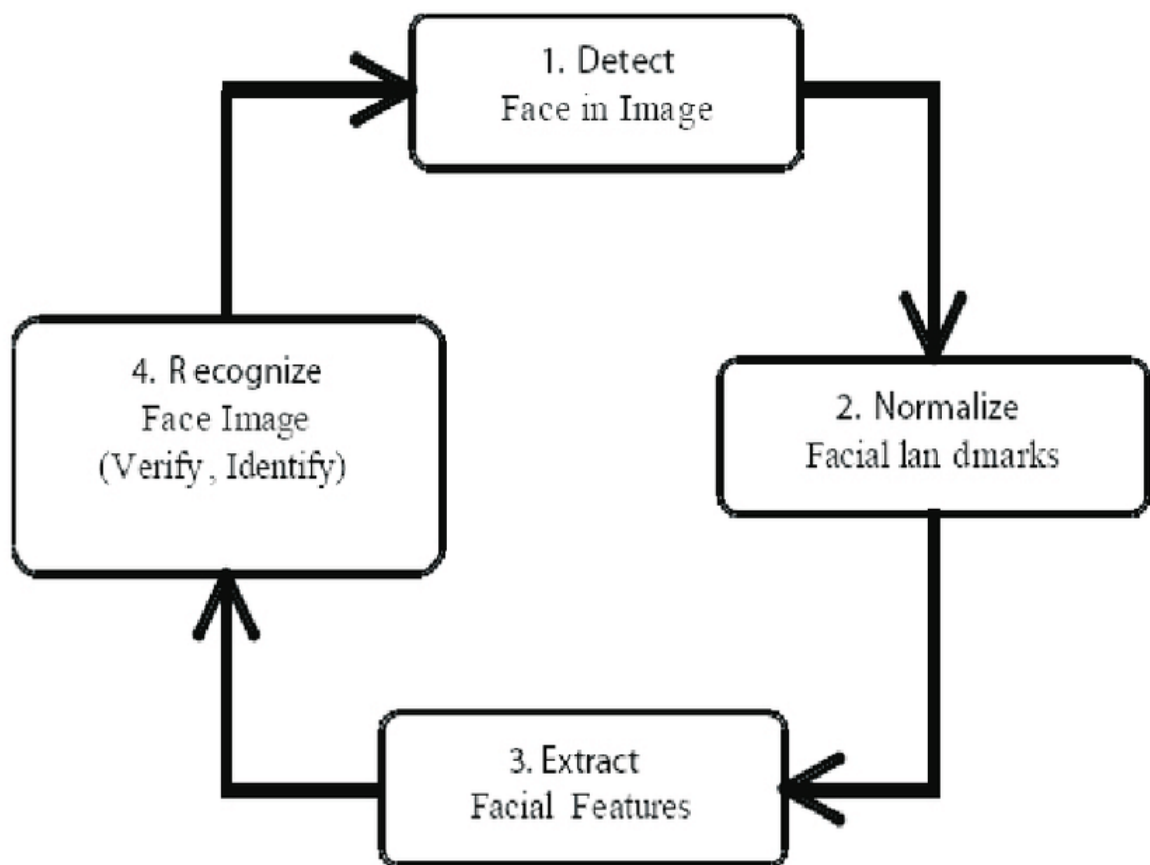 1. Detect
Face in Image
2. Normalize
Facial lan dmarks
3. Extract
Facial Features
4. Recognize
Face Image
(Verify, Identify)